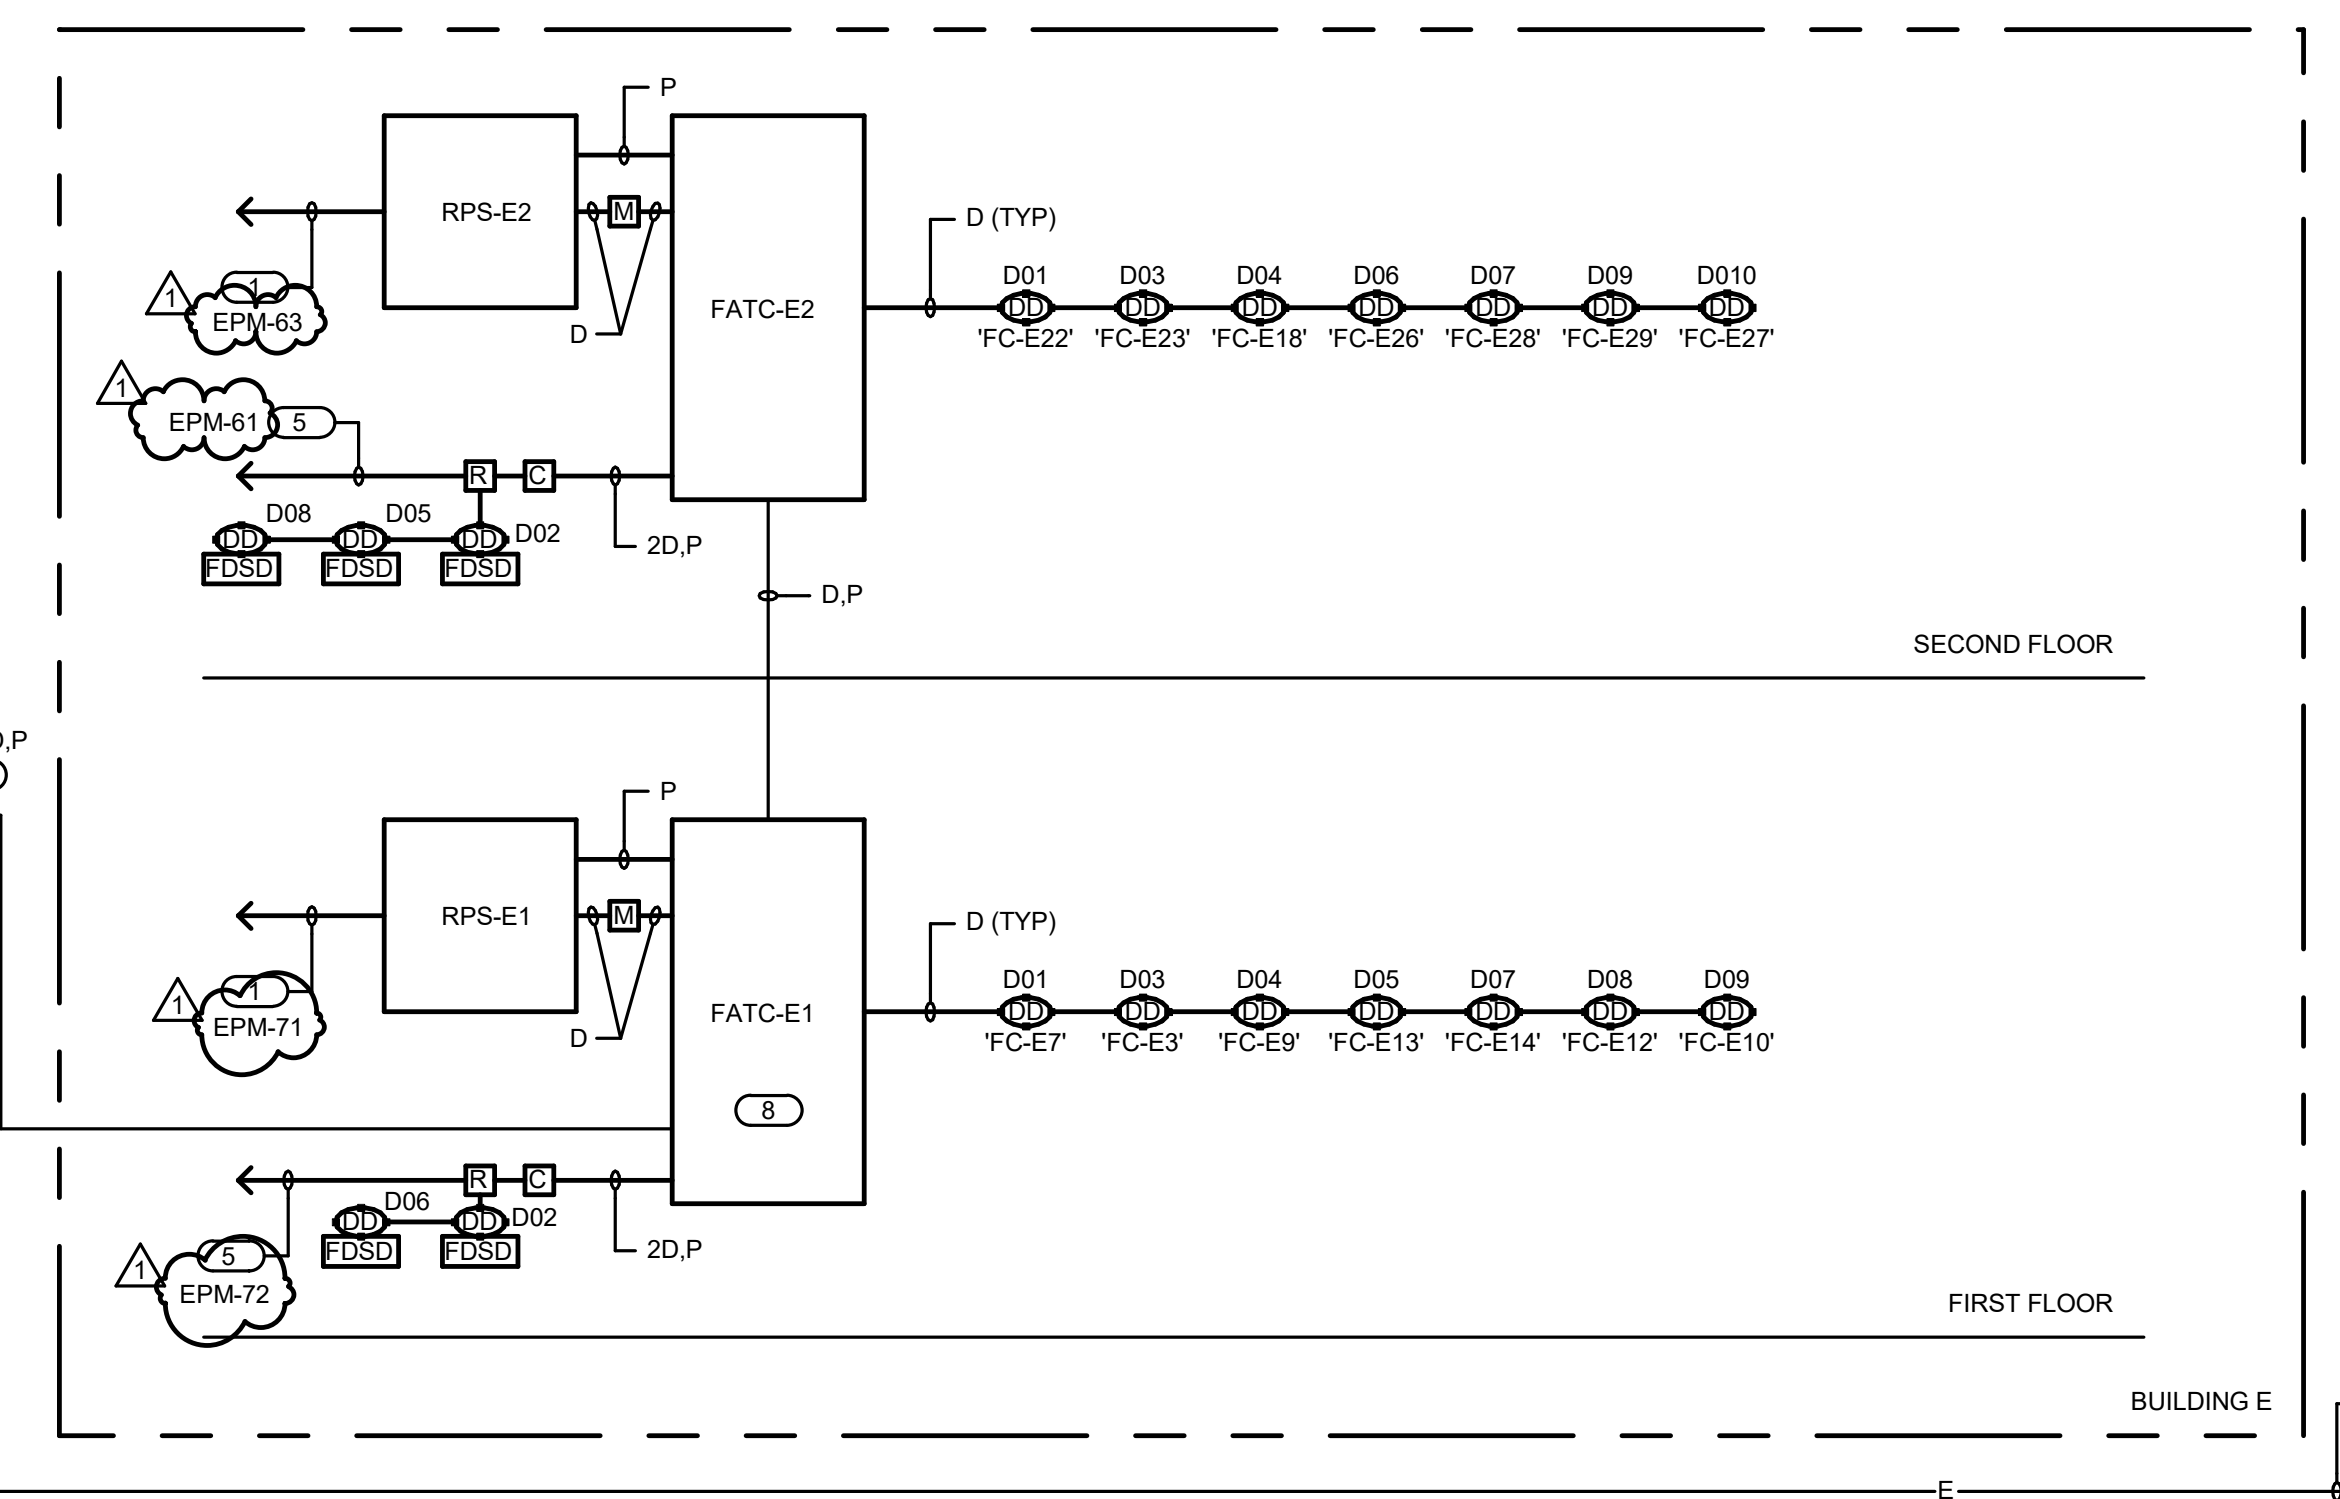 P
RPS-E2
M
FATC-E2
D
1
1
EPM-63
D (TYP)
D01 D03 D04 D06 D07 D09 D010
DD DD DD DD DD DD DD
'FC-E22' 'FC-E23' 'FC-E18' 'FC-E26' 'FC-E28' 'FC-E29' 'FC-E27'
1
EPM-61 5
R C
D08 D05 D02
DD DD DD
FDSD FDSD FDSD
2D,P
D,P
SECOND FLOOR
,P
P
RPS-E1
M
FATC-E1
D
1
1
EPM-71
D (TYP)
D01 D03 D04 D05 D07 D08 D09
DD DD DD DD DD DD DD
'FC-E7' 'FC-E3' 'FC-E9' 'FC-E13' 'FC-E14' 'FC-E12' 'FC-E10'
8
R C
D06 D02
DD DD
FDSD FDSD
2D,P
1
5
EPM-72
FIRST FLOOR
BUILDING E
E